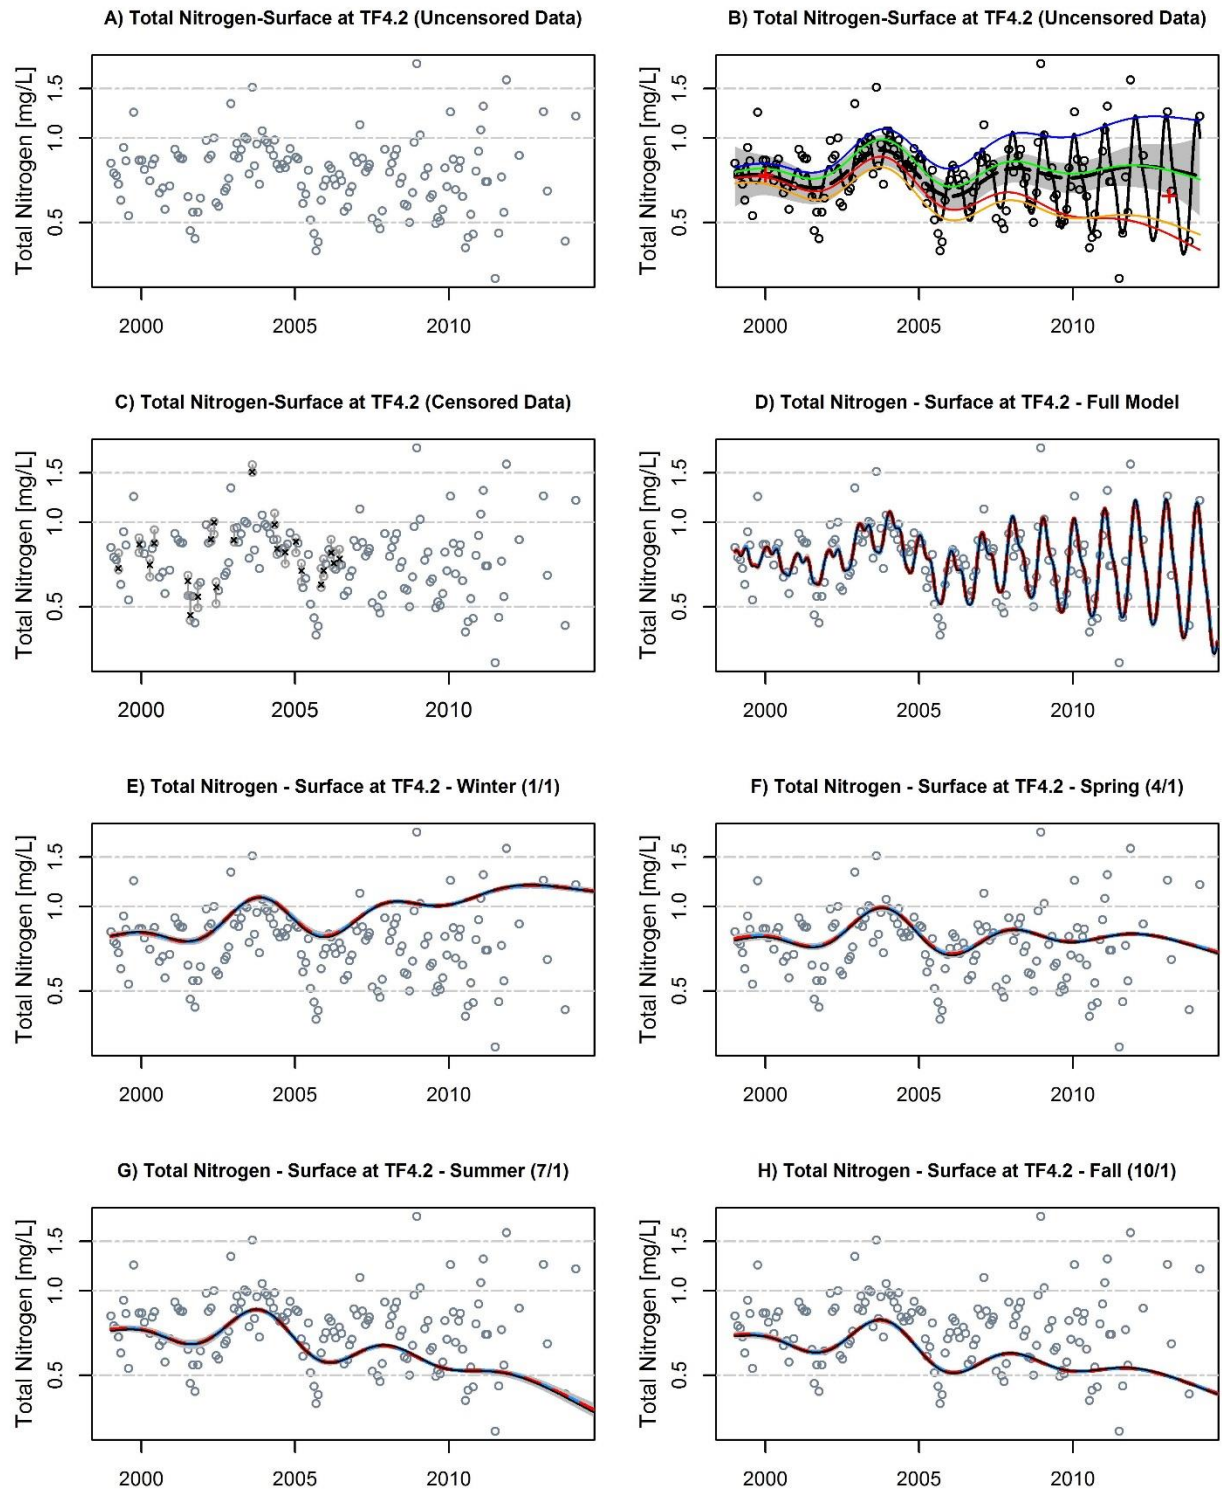 A) Total Nitrogen-Surface at TF4.2 (Uncensored Data)
Total Nitrogen [mg/L]
1.5
1.0
0.5
2000 2005 2010
B) Total Nitrogen-Surface at TF4.2 (Uncensored Data)
Total Nitrogen [mg/L]
1.5
1.0
0.5
2000 2005 2010
C) Total Nitrogen-Surface at TF4.2 (Censored Data)
Total Nitrogen [mg/L]
1.5
1.0
0.5
2000 2005 2010
D) Total Nitrogen - Surface at TF4.2 - Full Model
Total Nitrogen [mg/L]
1.5
1.0
0.5
2000 2005 2010
E) Total Nitrogen - Surface at TF4.2 - Winter (1/1)
Total Nitrogen [mg/L]
1.5
1.0
0.5
2000 2005 2010
F) Total Nitrogen - Surface at TF4.2 - Spring (4/1)
Total Nitrogen [mg/L]
1.5
1.0
0.5
2000 2005 2010
G) Total Nitrogen - Surface at TF4.2 - Summer (7/1)
Total Nitrogen [mg/L]
1.5
1.0
0.5
2000 2005 2010
H) Total Nitrogen - Surface at TF4.2 - Fall (10/1)
Total Nitrogen [mg/L]
1.5
1.0
0.5
2000 2005 2010